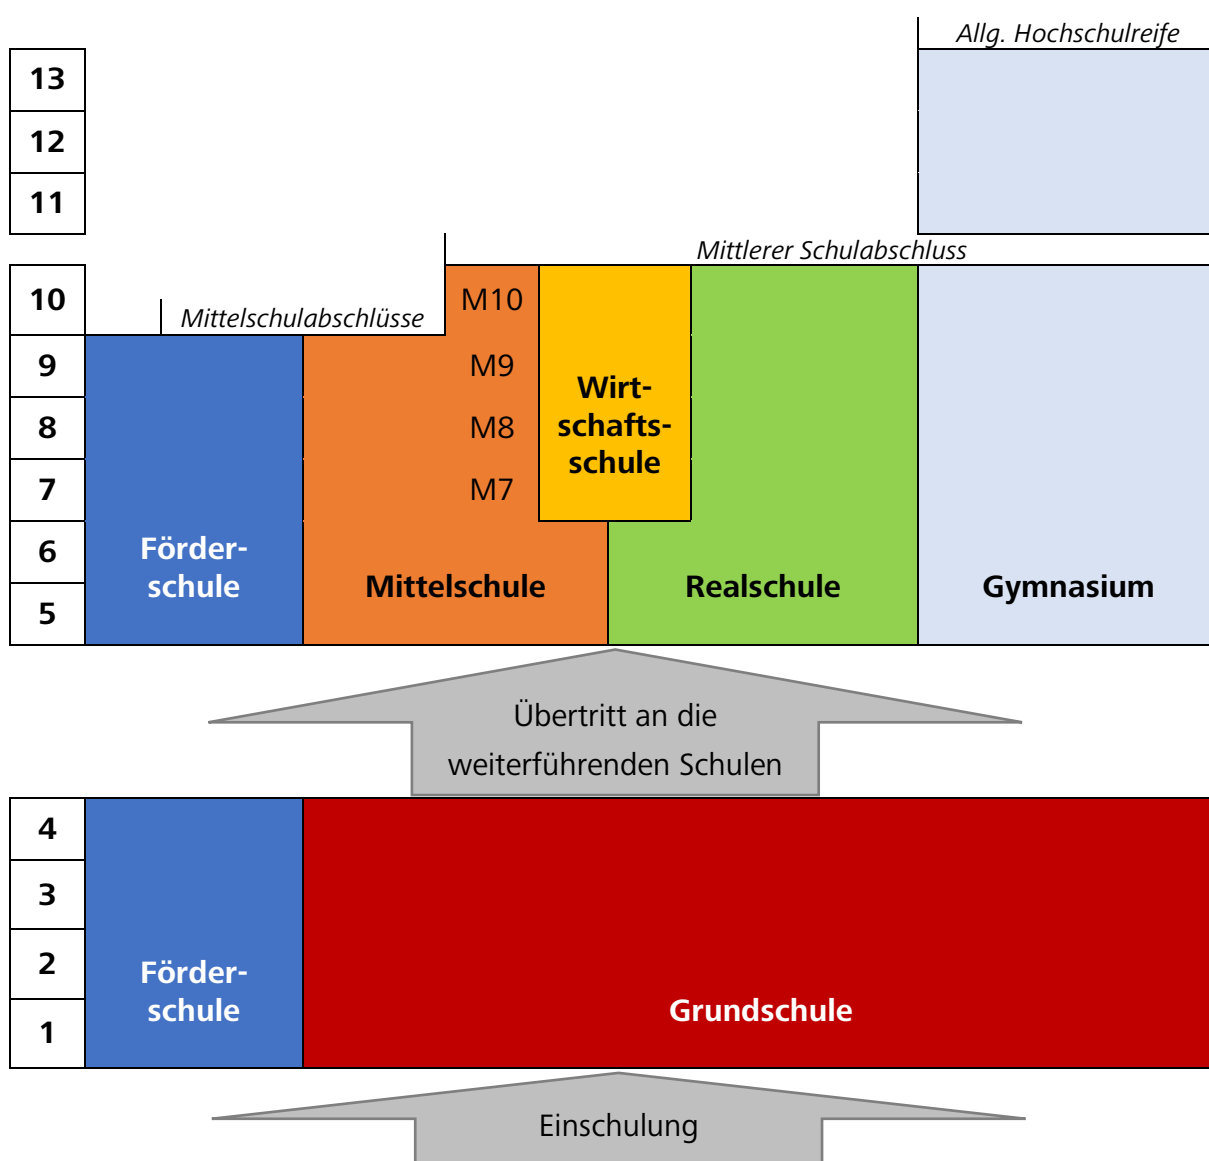 Allg. Hochschulreife
13
12
11
Mittlerer Schulabschluss
10
M10
Mittelschulabschlüsse
9
M9
Wirt-
schafts-
schule
8
M8
7
M7
6
Förder-
schule
Mittelschule
Realschule
Gymnasium
5
Übertritt an die
weiterführenden Schulen
4
3
2
Förder-
schule
Grundschule
1
Einschulung